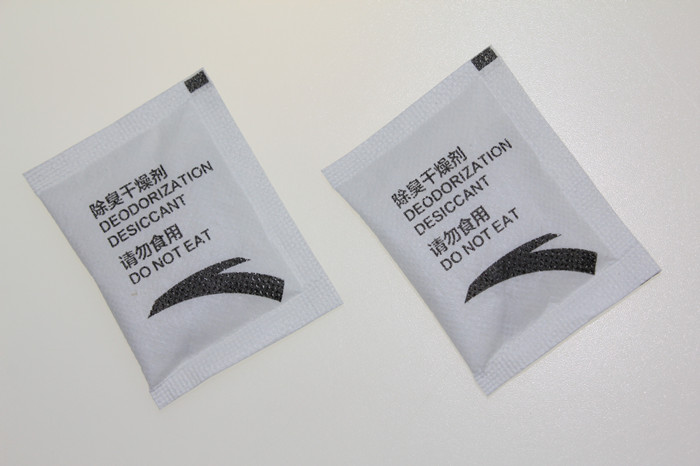 除臭干燥剂
DEODORIZATION
DESICCANT
请勿食用
DO NOT EAT
除臭干燥剂
DEODORIZATION
DESICCANT
请勿食用
DO NOT EAT